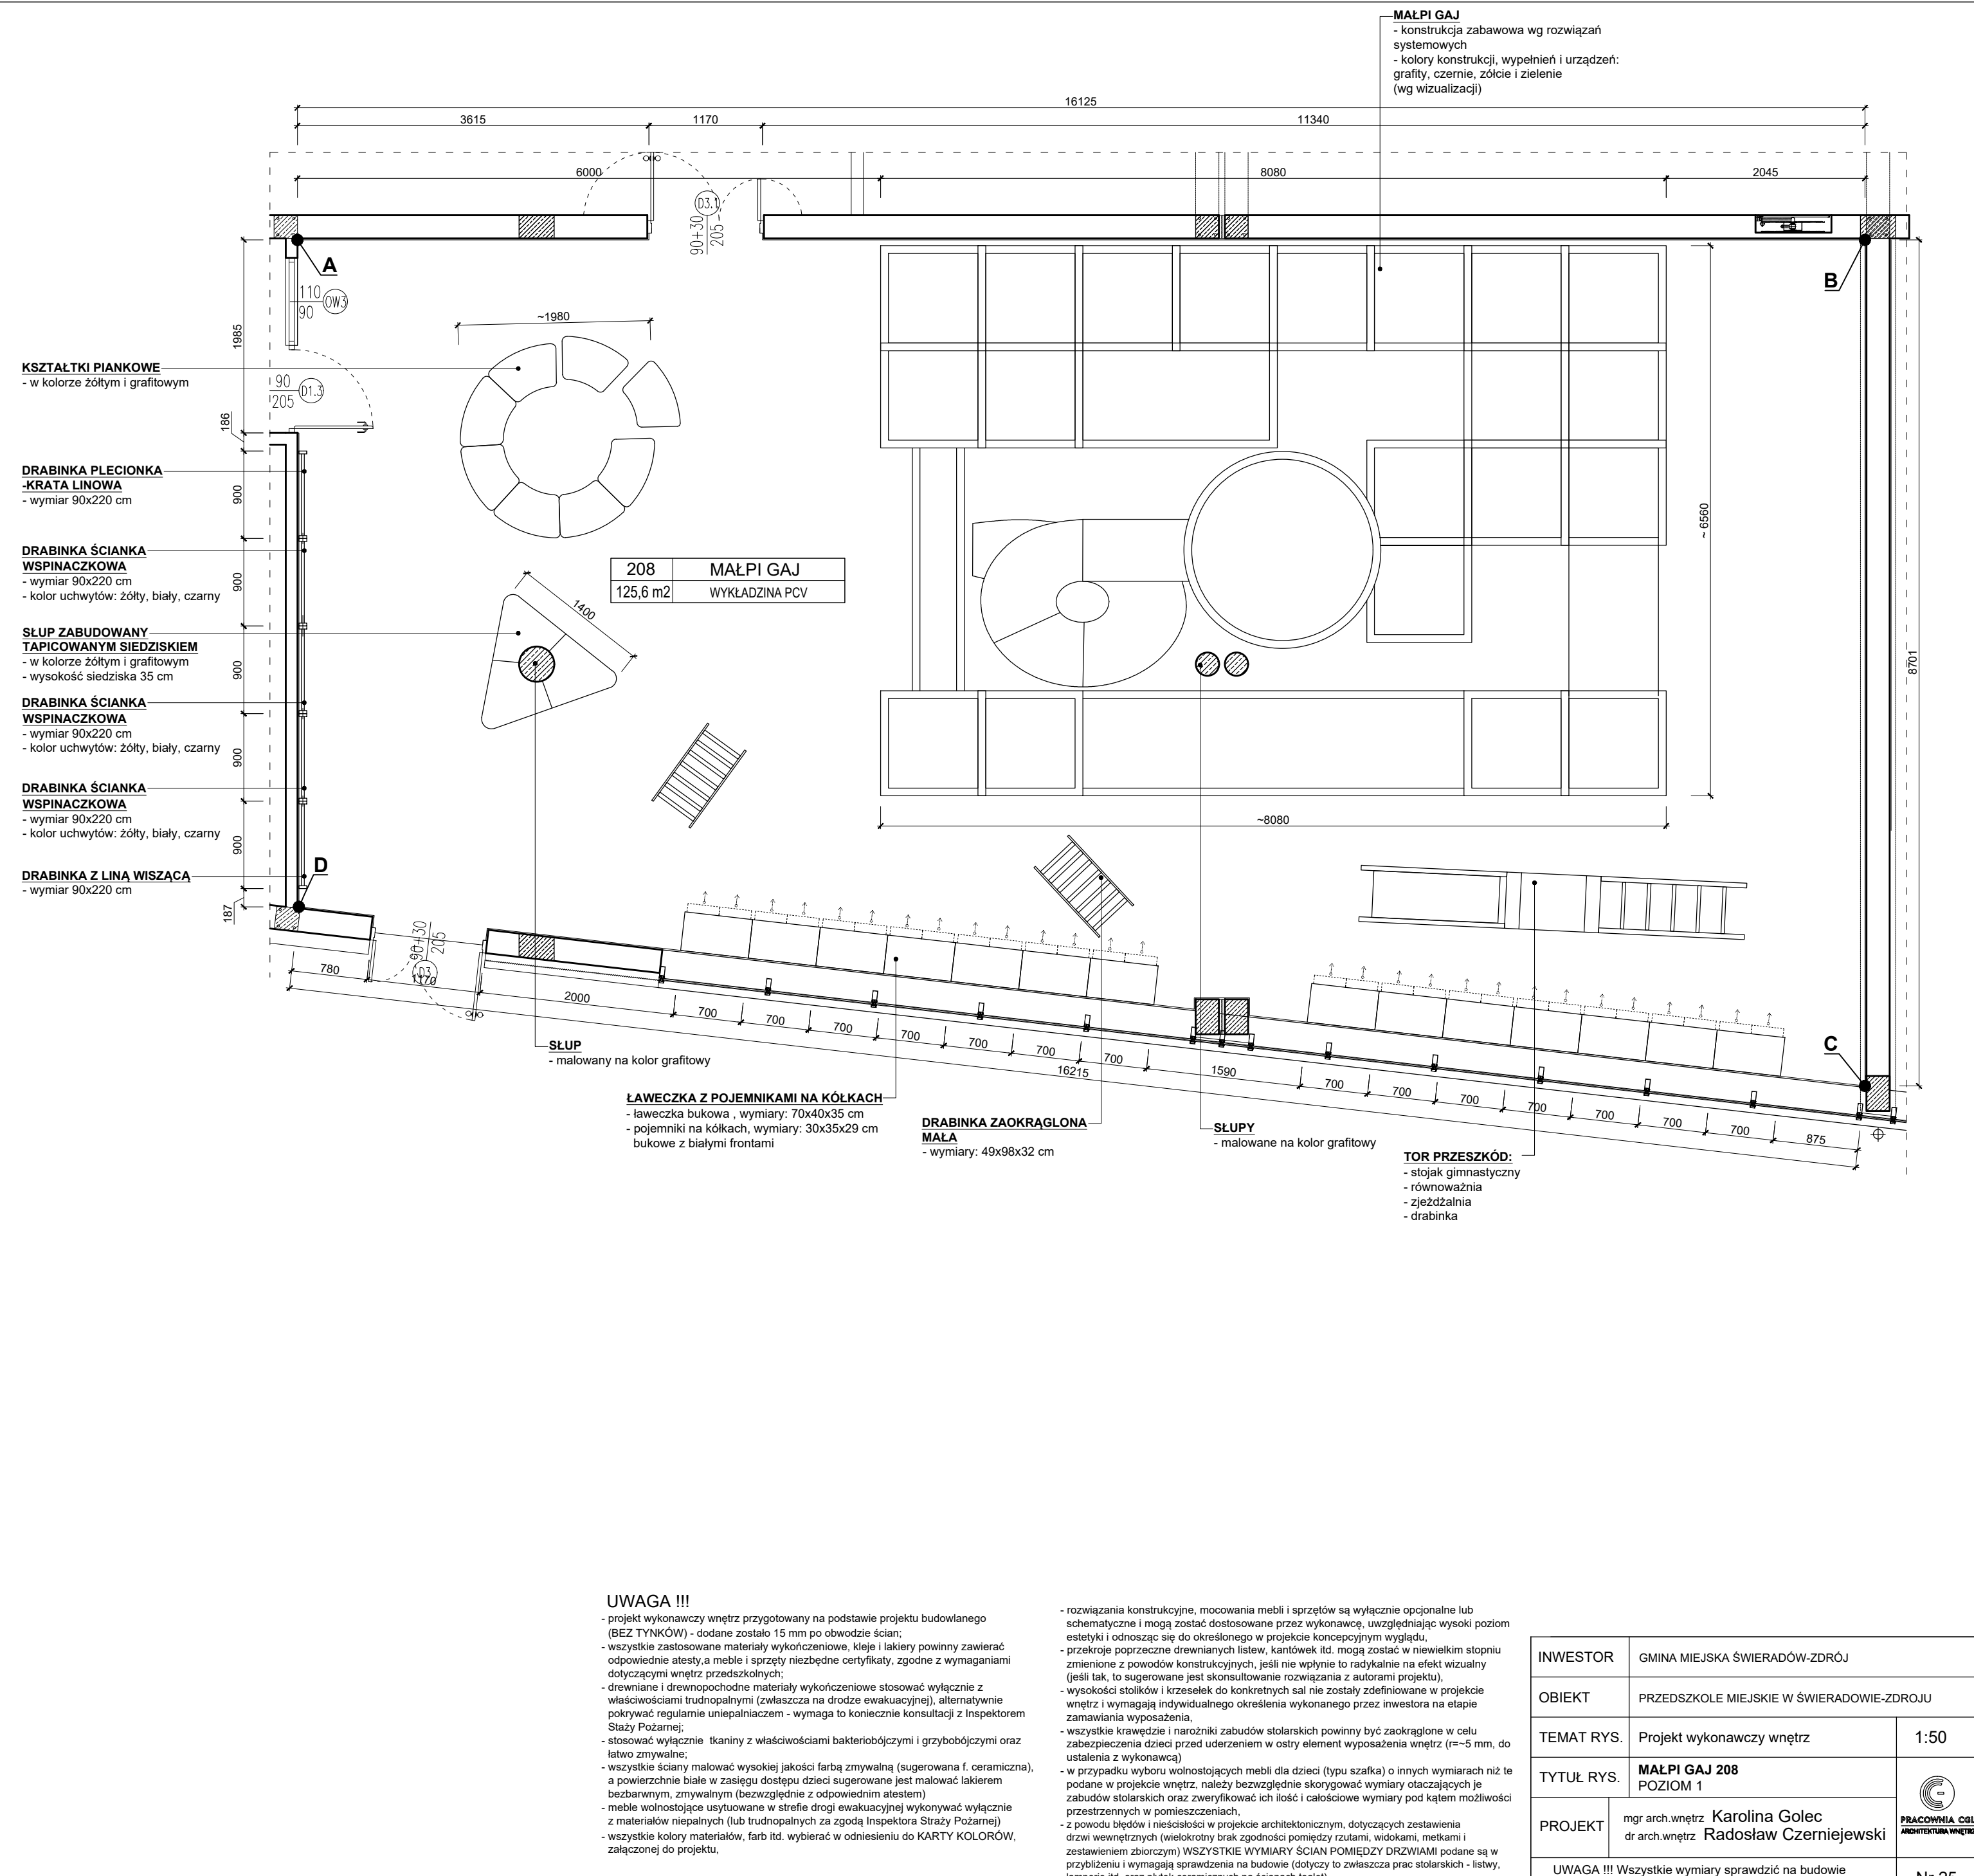 MAŁPI GAJ
- konstrukcja zabawowa wg rozwiązań
systemowych
- kolory konstrukcji, wypełnień i urządzeń:
grafity, czernie, zółcie i zielenie
(wg wizualizacji)
16125
3615
1170
11340
6000
8080
2045
D3.1
90+30
205
A
B
110
90
OW3
1985
~1980
KSZTAŁTKI PIANKOWE
- w kolorze żółtym i grafitowym
90
205
D1.3
186
DRABINKA PLECIONKA
-KRATA LINOWA
- wymiar 90x220 cm
900
DRABINKA ŚCIANKA
WSPINACZKOWA
- wymiar 90x220 cm
- kolor uchwytów: żółty, biały, czarny
900
208
MAŁPI GAJ
125,6 m2
WYKŁADZINA PCV
~ 6560
1400
SŁUP ZABUDOWANY
TAPICOWANYM SIEDZISKIEM
- w kolorze żółtym i grafitowym
- wysokość siedziska 35 cm
900
8701
DRABINKA ŚCIANKA
WSPINACZKOWA
- wymiar 90x220 cm
- kolor uchwytów: żółty, biały, czarny
900
DRABINKA ŚCIANKA
WSPINACZKOWA
- wymiar 90x220 cm
- kolor uchwytów: żółty, biały, czarny
900
~8080
DRABINKA Z LINĄ WISZĄCĄ
- wymiar 90x220 cm
D
187
90+30
205
D3
780
1170
2000
700
700
700
700
700
700
700
16215
1590
700
700
700
700
700
700
700
875
C
SŁUP
- malowany na kolor grafitowy
ŁAWECZKA Z POJEMNIKAMI NA KÓŁKACH
- ławeczka bukowa , wymiary: 70x40x35 cm
- pojemniki na kółkach, wymiary: 30x35x29 cm
bukowe z białymi frontami
DRABINKA ZAOKRĄGLONA
MAŁA
- wymiary: 49x98x32 cm
SŁUPY
- malowane na kolor grafitowy
TOR PRZESZKÓD:
- stojak gimnastyczny
- równoważnia
- zjeżdżalnia
- drabinka
UWAGA !!!
- projekt wykonawczy wnętrz przygotowany na podstawie projektu budowlanego
(BEZ TYNKÓW) - dodane zostało 15 mm po obwodzie ścian;
- wszystkie zastosowane materiały wykończeniowe, kleje i lakiery powinny zawierać
odpowiednie atesty,a meble i sprzęty niezbędne certyfikaty, zgodne z wymaganiami
dotyczącymi wnętrz przedszkolnych;
- drewniane i drewnopochodne materiały wykończeniowe stosować wyłącznie z
właściwościami trudnopalnymi (zwłaszcza na drodze ewakuacyjnej), alternatywnie
pokrywać regularnie uniepalniaczem - wymaga to koniecznie konsultacji z Inspektorem
Staży Pożarnej;
- stosować wyłącznie tkaniny z właściwościami bakteriobójczymi i grzybobójczymi oraz
łatwo zmywalne;
- wszystkie ściany malować wysokiej jakości farbą zmywalną (sugerowana f. ceramiczna),
a powierzchnie białe w zasięgu dostępu dzieci sugerowane jest malować lakierem
bezbarwnym, zmywalnym (bezwzględnie z odpowiednim atestem)
- meble wolnostojące usytuowane w strefie drogi ewakuacyjnej wykonywać wyłącznie
z materiałów niepalnych (lub trudnopalnych za zgodą Inspektora Straży Pożarnej)
- wszystkie kolory materiałów, farb itd. wybierać w odniesieniu do KARTY KOLORÓW,
załączonej do projektu,
- rozwiązania konstrukcyjne, mocowania mebli i sprzętów są wyłącznie opcjonalne lub
schematyczne i mogą zostać dostosowane przez wykonawcę, uwzględniając wysoki poziom
estetyki i odnosząc się do określonego w projekcie koncepcyjnym wyglądu,
- przekroje poprzeczne drewnianych listew, kantówek itd. mogą zostać w niewielkim stopniu
zmienione z powodów konstrukcyjnych, jeśli nie wpłynie to radykalnie na efekt wizualny
(jeśli tak, to sugerowane jest skonsultowanie rozwiązania z autorami projektu),
- wysokości stolików i krzesełek do konkretnych sal nie zostały zdefiniowane w projekcie
wnętrz i wymagają indywidualnego określenia wykonanego przez inwestora na etapie
zamawiania wyposażenia,
- wszystkie krawędzie i narożniki zabudów stolarskich powinny być zaokrąglone w celu
zabezpieczenia dzieci przed uderzeniem w ostry element wyposażenia wnętrz (r=~5 mm, do
ustalenia z wykonawcą)
- w przypadku wyboru wolnostojących mebli dla dzieci (typu szafka) o innych wymiarach niż te
podane w projekcie wnętrz, należy bezwzględnie skorygować wymiary otaczających je
zabudów stolarskich oraz zweryfikować ich ilość i całościowe wymiary pod kątem możliwości
przestrzennych w pomieszczeniach,
- z powodu błędów i nieścisłości w projekcie architektonicznym, dotyczących zestawienia
drzwi wewnętrznych (wielokrotny brak zgodności pomiędzy rzutami, widokami, metkami i
zestawieniem zbiorczym) WSZYSTKIE WYMIARY ŚCIAN POMIĘDZY DRZWIAMI podane są w
przybliżeniu i wymagają sprawdzenia na budowie (dotyczy to zwłaszcza prac stolarskich - listwy,
INWESTOR
GMINA MIEJSKA ŚWIERADÓW-ZDRÓJ
OBIEKT
PRZEDSZKOLE MIEJSKIE W ŚWIERADOWIE-ZDROJU
TEMAT RYS.
Projekt wykonawczy wnętrz
1:50
TYTUŁ RYS.
MAŁPI GAJ 208
POZIOM 1
PROJEKT
mgr arch.wnętrz Karolina Golec
dr arch.wnętrz Radosław Czerniejewski
PRACOWNIA CGL
ARCHITEKTURA WNĘTRZ
UWAGA !!! Wszystkie wymiary sprawdzić na budowie